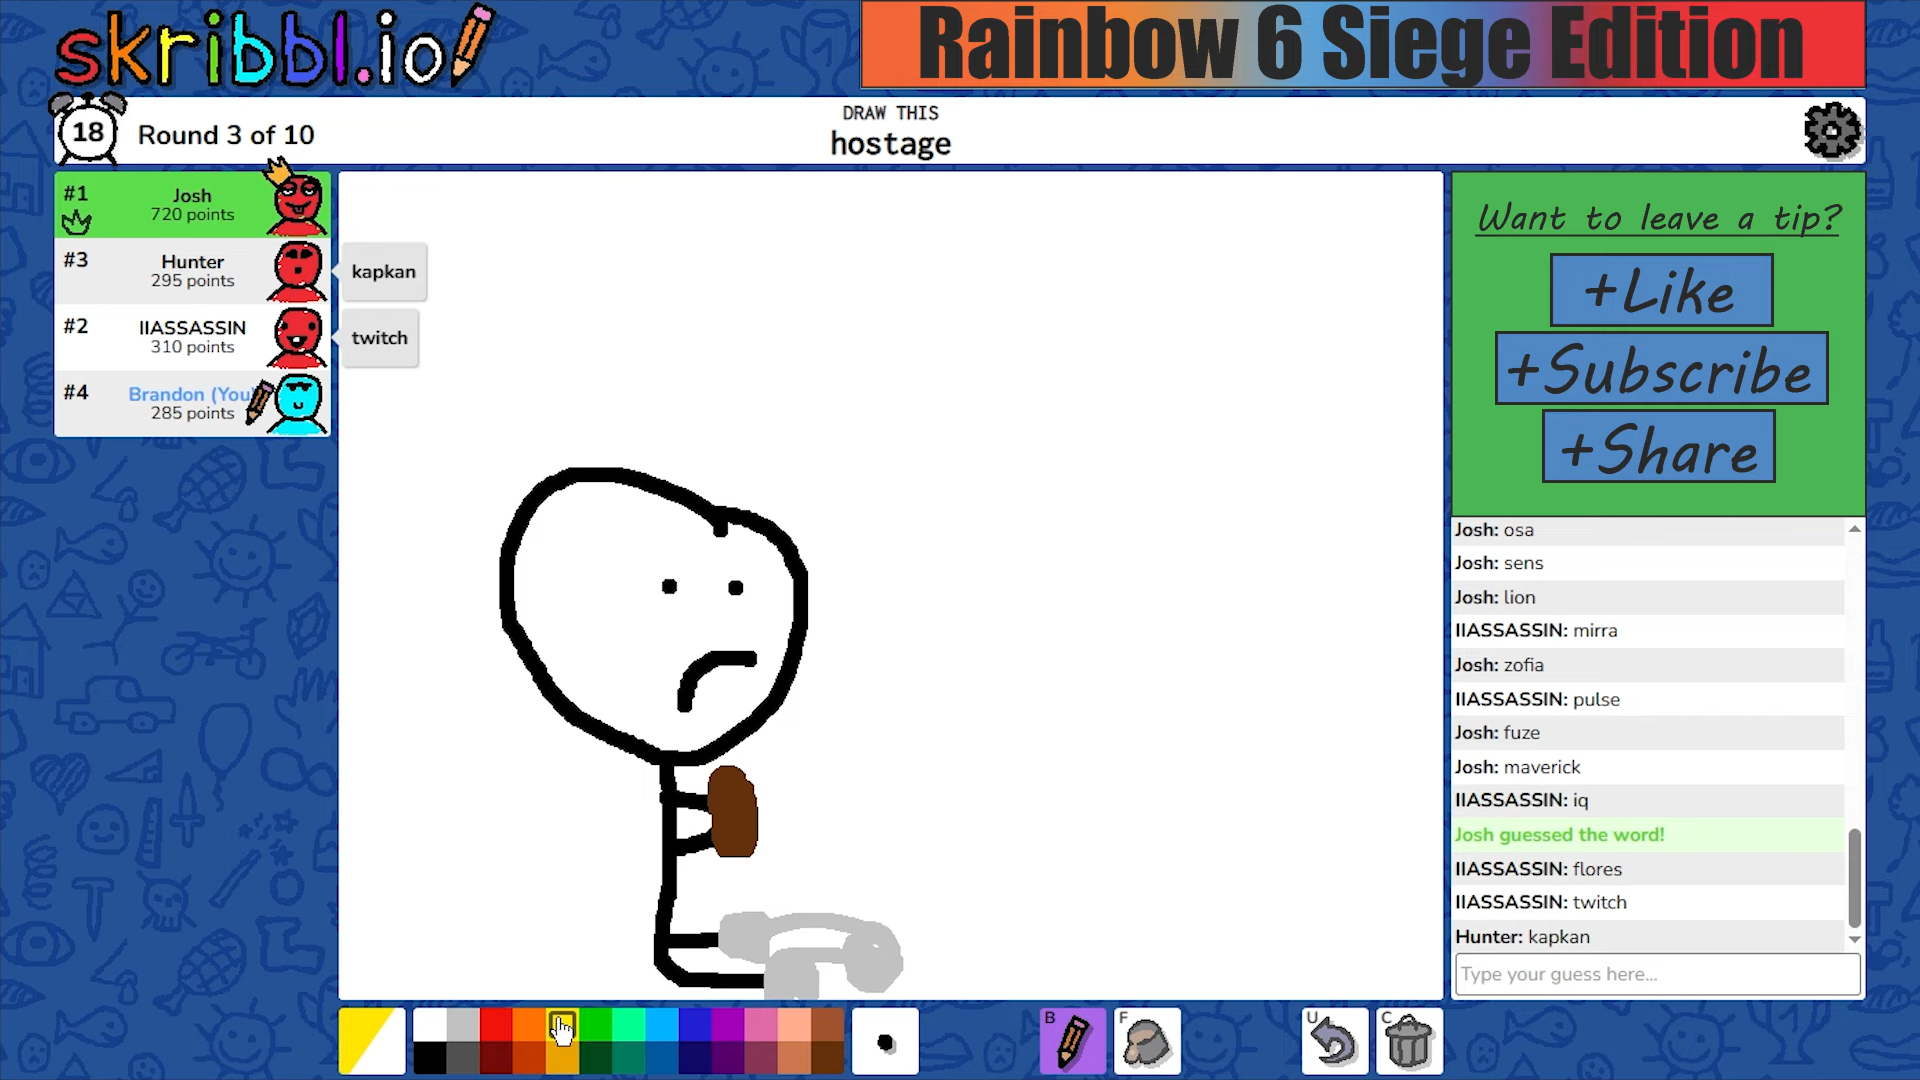 skribbl.io
Rainbow 6 Siege Edition
18
Round 3 of 10
DRAW THIS
hostage
#1
Josh
720 points
#3
Hunter
295 points
kapkan
#2
IIASSASSIN
310 points
twitch
#4
Brandon (You
285 points
Want to leave a tip?
+Like
+Subscribe
+Share
Josh: osa
Josh: sens
Josh: lion
IIASSASSIN: mirra
Josh: zofia
IIASSASSIN: pulse
Josh: fuze
Josh: maverick
IIASSASSIN: iq
Josh guessed the word!
IIASSASSIN: flores
IIASSASSIN: twitch
Hunter: kapkan
Type your guess here...
B
F
U
C